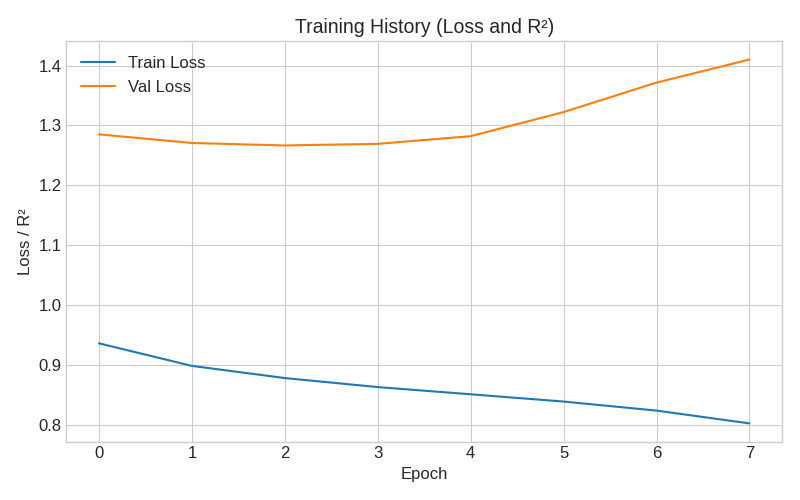 Training History (Loss and R²)
Train Loss
Val Loss
1.4
1.3
1.2
1.1
1.0
0.9
0.8
Loss / R²
0 1 2 3 4 5 6 7
Epoch